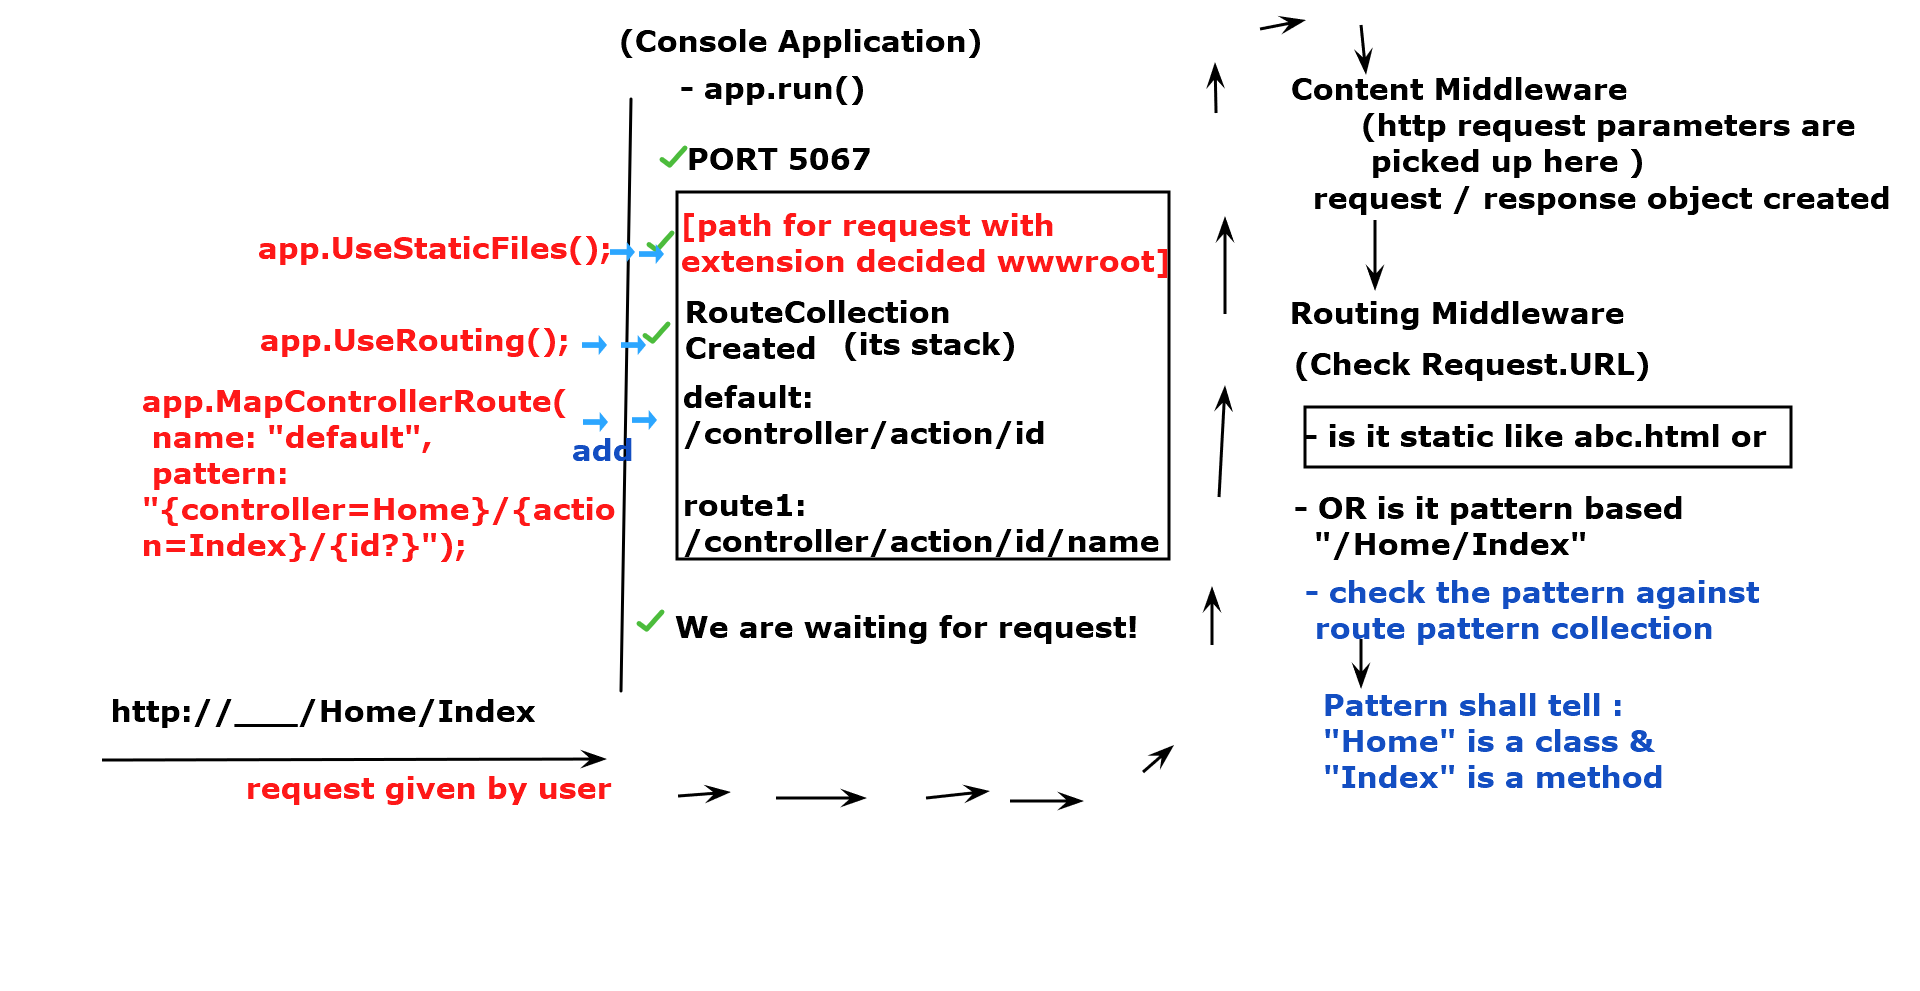 (Console Application)
- app.run()
PORT 5067
app.UseStaticFiles();
[path for request with
extension decided wwwroot]
app.UseRouting();
RouteCollection
Created (its stack)
app.MapControllerRoute(
name: "default",
pattern:
"{controller=Home}/{actio
n=Index}/{id?}");
add
default:
/controller/action/id
route1:
/controller/action/id/name
We are waiting for request!
http://____/Home/Index
request given by user
Content Middleware
(http request parameters are
picked up here )
request / response object created
Routing Middleware
(Check Request.URL)
- is it static like abc.html or
- OR is it pattern based
"/Home/Index"
- check the pattern against
route pattern collection
Pattern shall tell :
"Home" is a class &
"Index" is a method